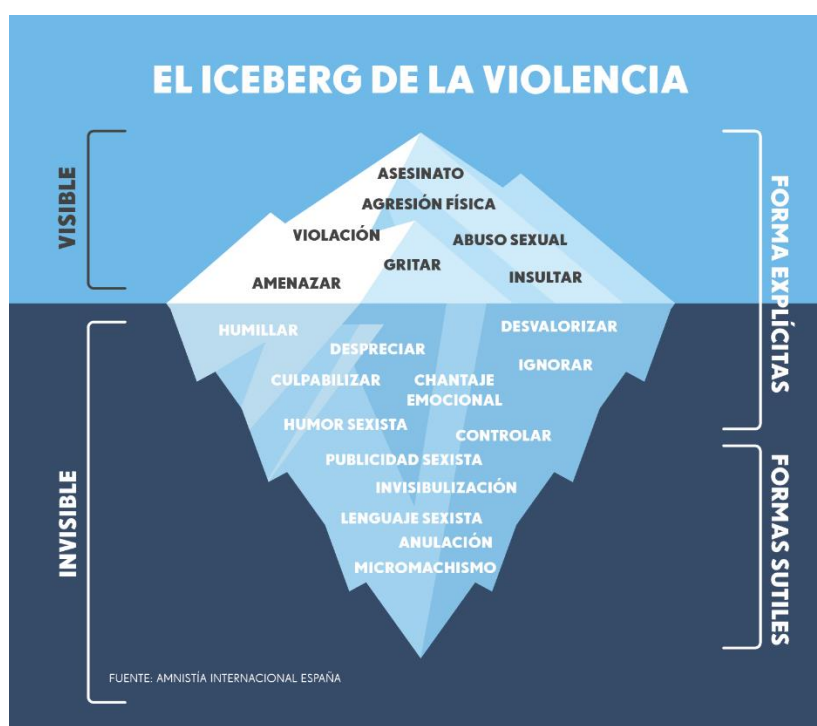 EL ICEBERG DE LA VIOLENCIA
VISIBLE
FORMA EXPLÍCITAS
ASESINATO
AGRESIÓN FÍSICA
VIOLACIÓN
ABUSO SEXUAL
GRITAR
AMENAZAR
INSULTAR
INVISIBLE
FORMAS SUTILES
HUMILLAR
DESVALORIZAR
DESPRECIAR
IGNORAR
CULPABILIZAR
CHANTAJE
EMOCIONAL
HUMOR SEXISTA
CONTROLAR
PUBLICIDAD SEXISTA
INVISIBULIZACIÓN
LENGUAJE SEXISTA
ANULACIÓN
MICROMACHISMO
FUENTE: AMNISTÍA INTERNACIONAL ESPAÑA